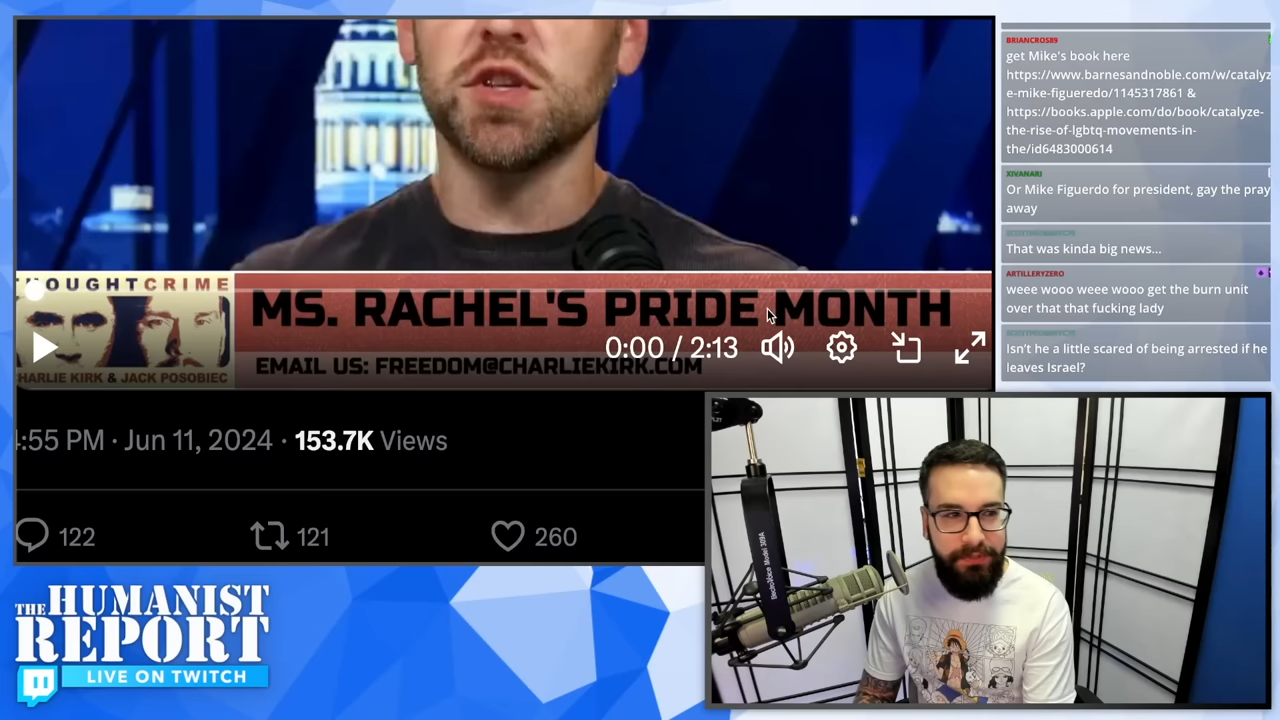 MS. RACHEL'S PRIDE MONTH
HOUGHTCRIME
0:00 / 2:13
EMAIL US: FREEDOM@CHARLIEKIRK.COM
HARLIE KIRK & JACK POSOBIEC
:55 PM · Jun 11, 2024 · 153.7K Views
122 121 260
THE HUMANIST
REPORT
LIVE ON TWITCH
BRIANCROS89
get Mike's book here
https://www.barnesandnoble.com/w/catalyz
e-mike-figueredo/1145317861 &
https://books.apple.com/do/book/catalyze-
the-rise-of-lgbtq-movements-in-
the/id6483000614
XIVANARI
Or Mike Figuerdo for president, gay the pray
away
That was kinda big news...
ARTILLERYZERO
weee wooo weee wooo get the burn unit
over that that fucking lady
Isn't he a little scared of being arrested if he
leaves Israel?